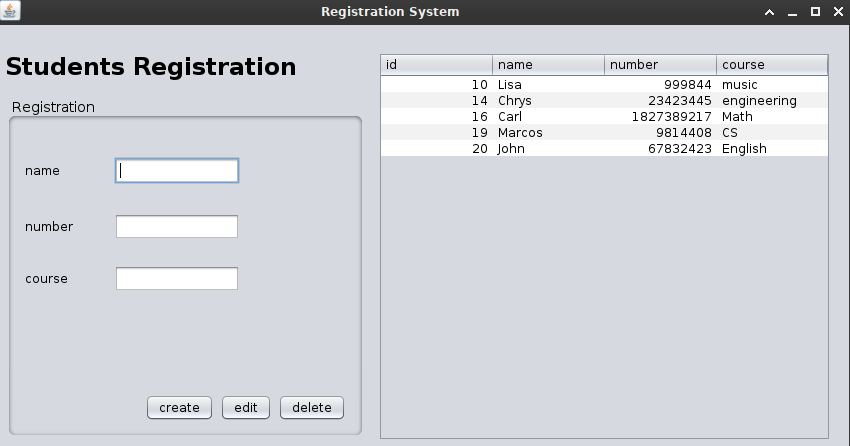 Registration System
Students Registration
Registration
name
number
course
create edit delete
id name number course
10 Lisa 999844 music
14 Chrys 23423445 engineering
16 Carl 1827389217 Math
19 Marcos 9814408 CS
20 John 67832423 English